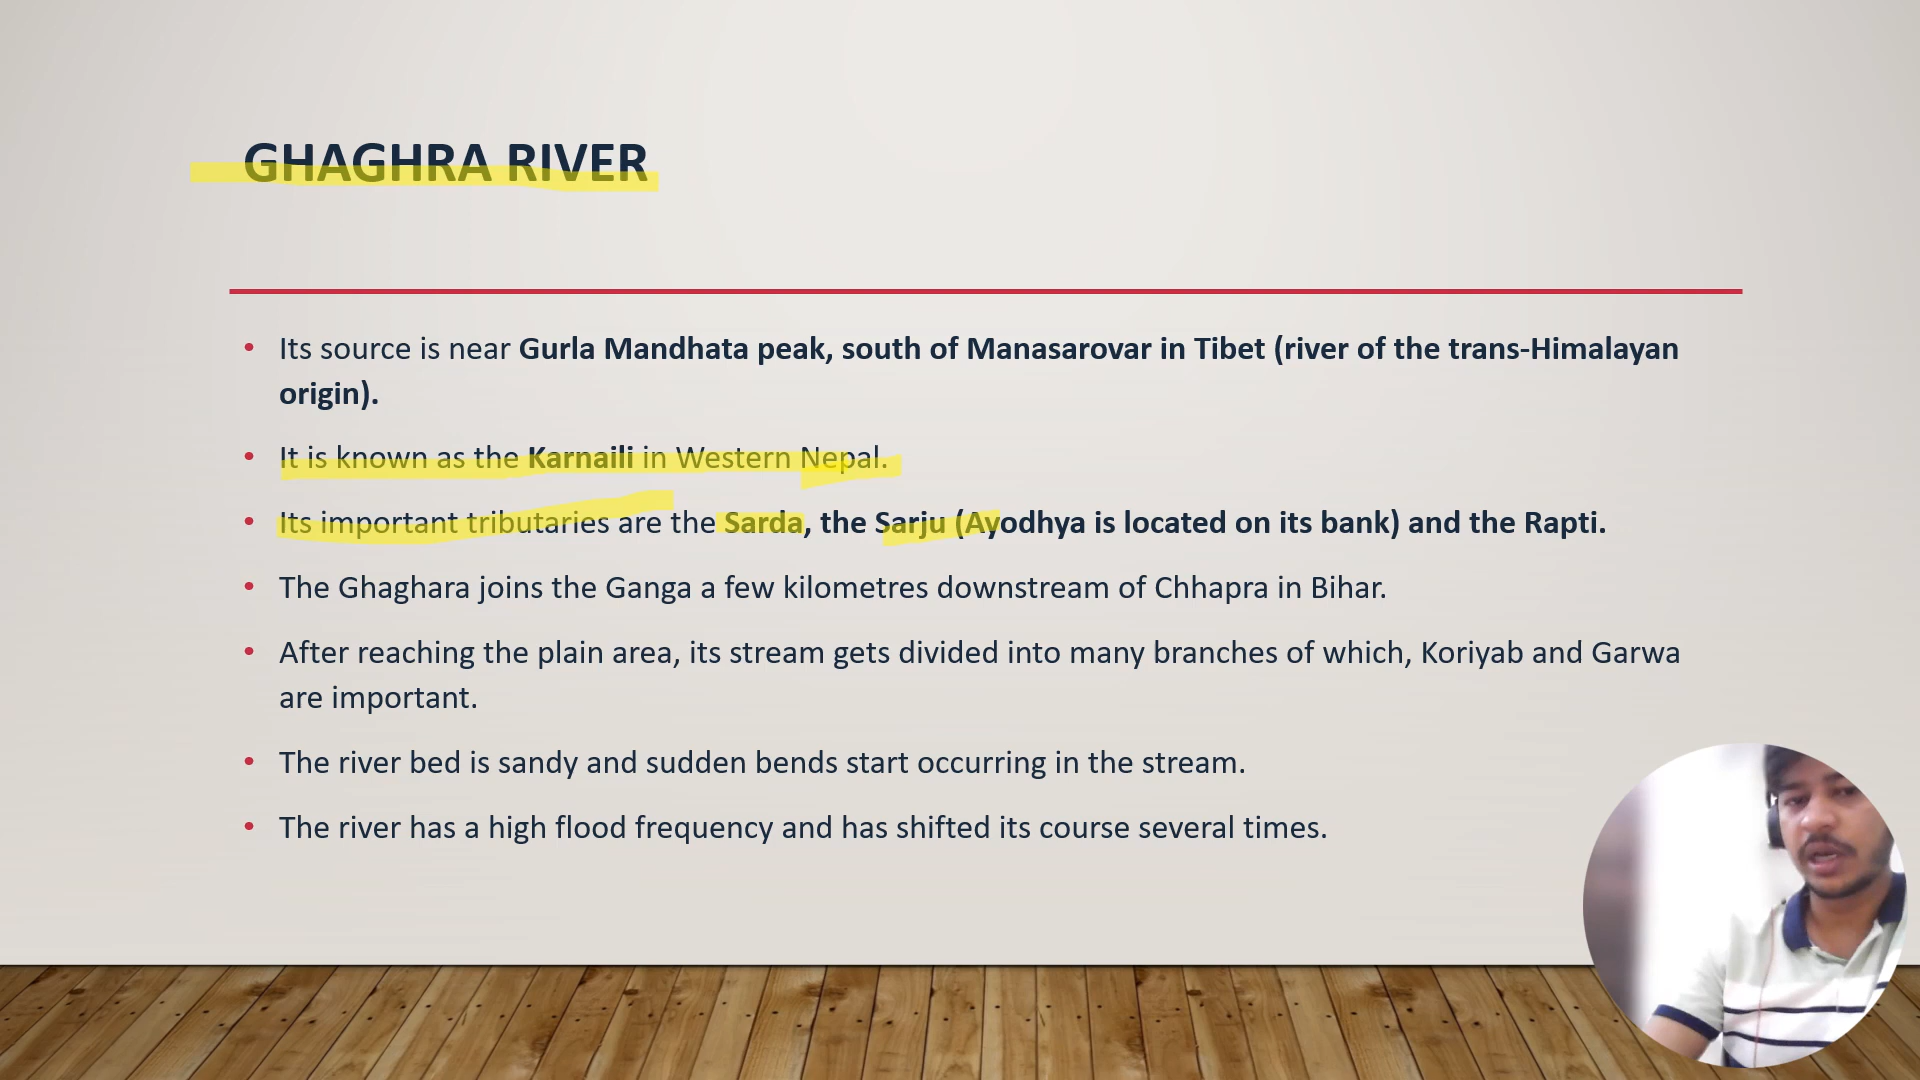 GHAGHRA RIVER
• Its source is near Gurla Mandhata peak, south of Manasarovar in Tibet (river of the trans-Himalayan
origin).
• It is known as the Karnaili in Western Nepal.
• Its important tributaries are the Sarda, the Sarju (Ayodhya is located on its bank) and the Rapti.
• The Ghaghara joins the Ganga a few kilometres downstream of Chhapra in Bihar.
• After reaching the plain area, its stream gets divided into many branches of which, Koriyab and Garwa
are important.
• The river bed is sandy and sudden bends start occurring in the stream.
• The river has a high flood frequency and has shifted its course several times.